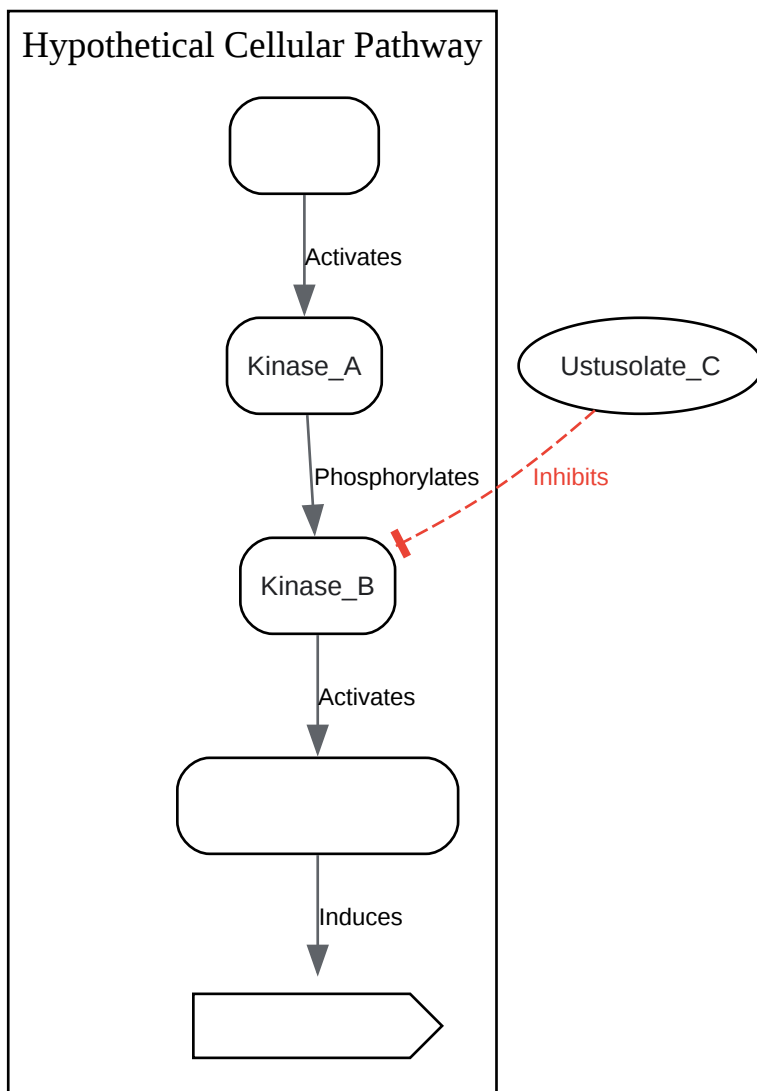 Hypothetical Cellular Pathway
Activates
Kinase_A
Ustusolate_C
Phosphorylates
Inhibits
Kinase_B
Activates
Induces